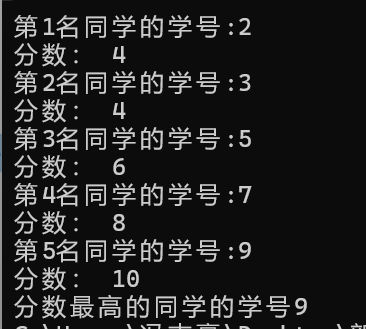 第1名同学的学号:2
分数： 4
第2名同学的学号:3
分数： 4
第3名同学的学号:5
分数： 6
第4名同学的学号:7
分数： 8
第5名同学的学号:9
分数： 10
分数最高的同学的学号9